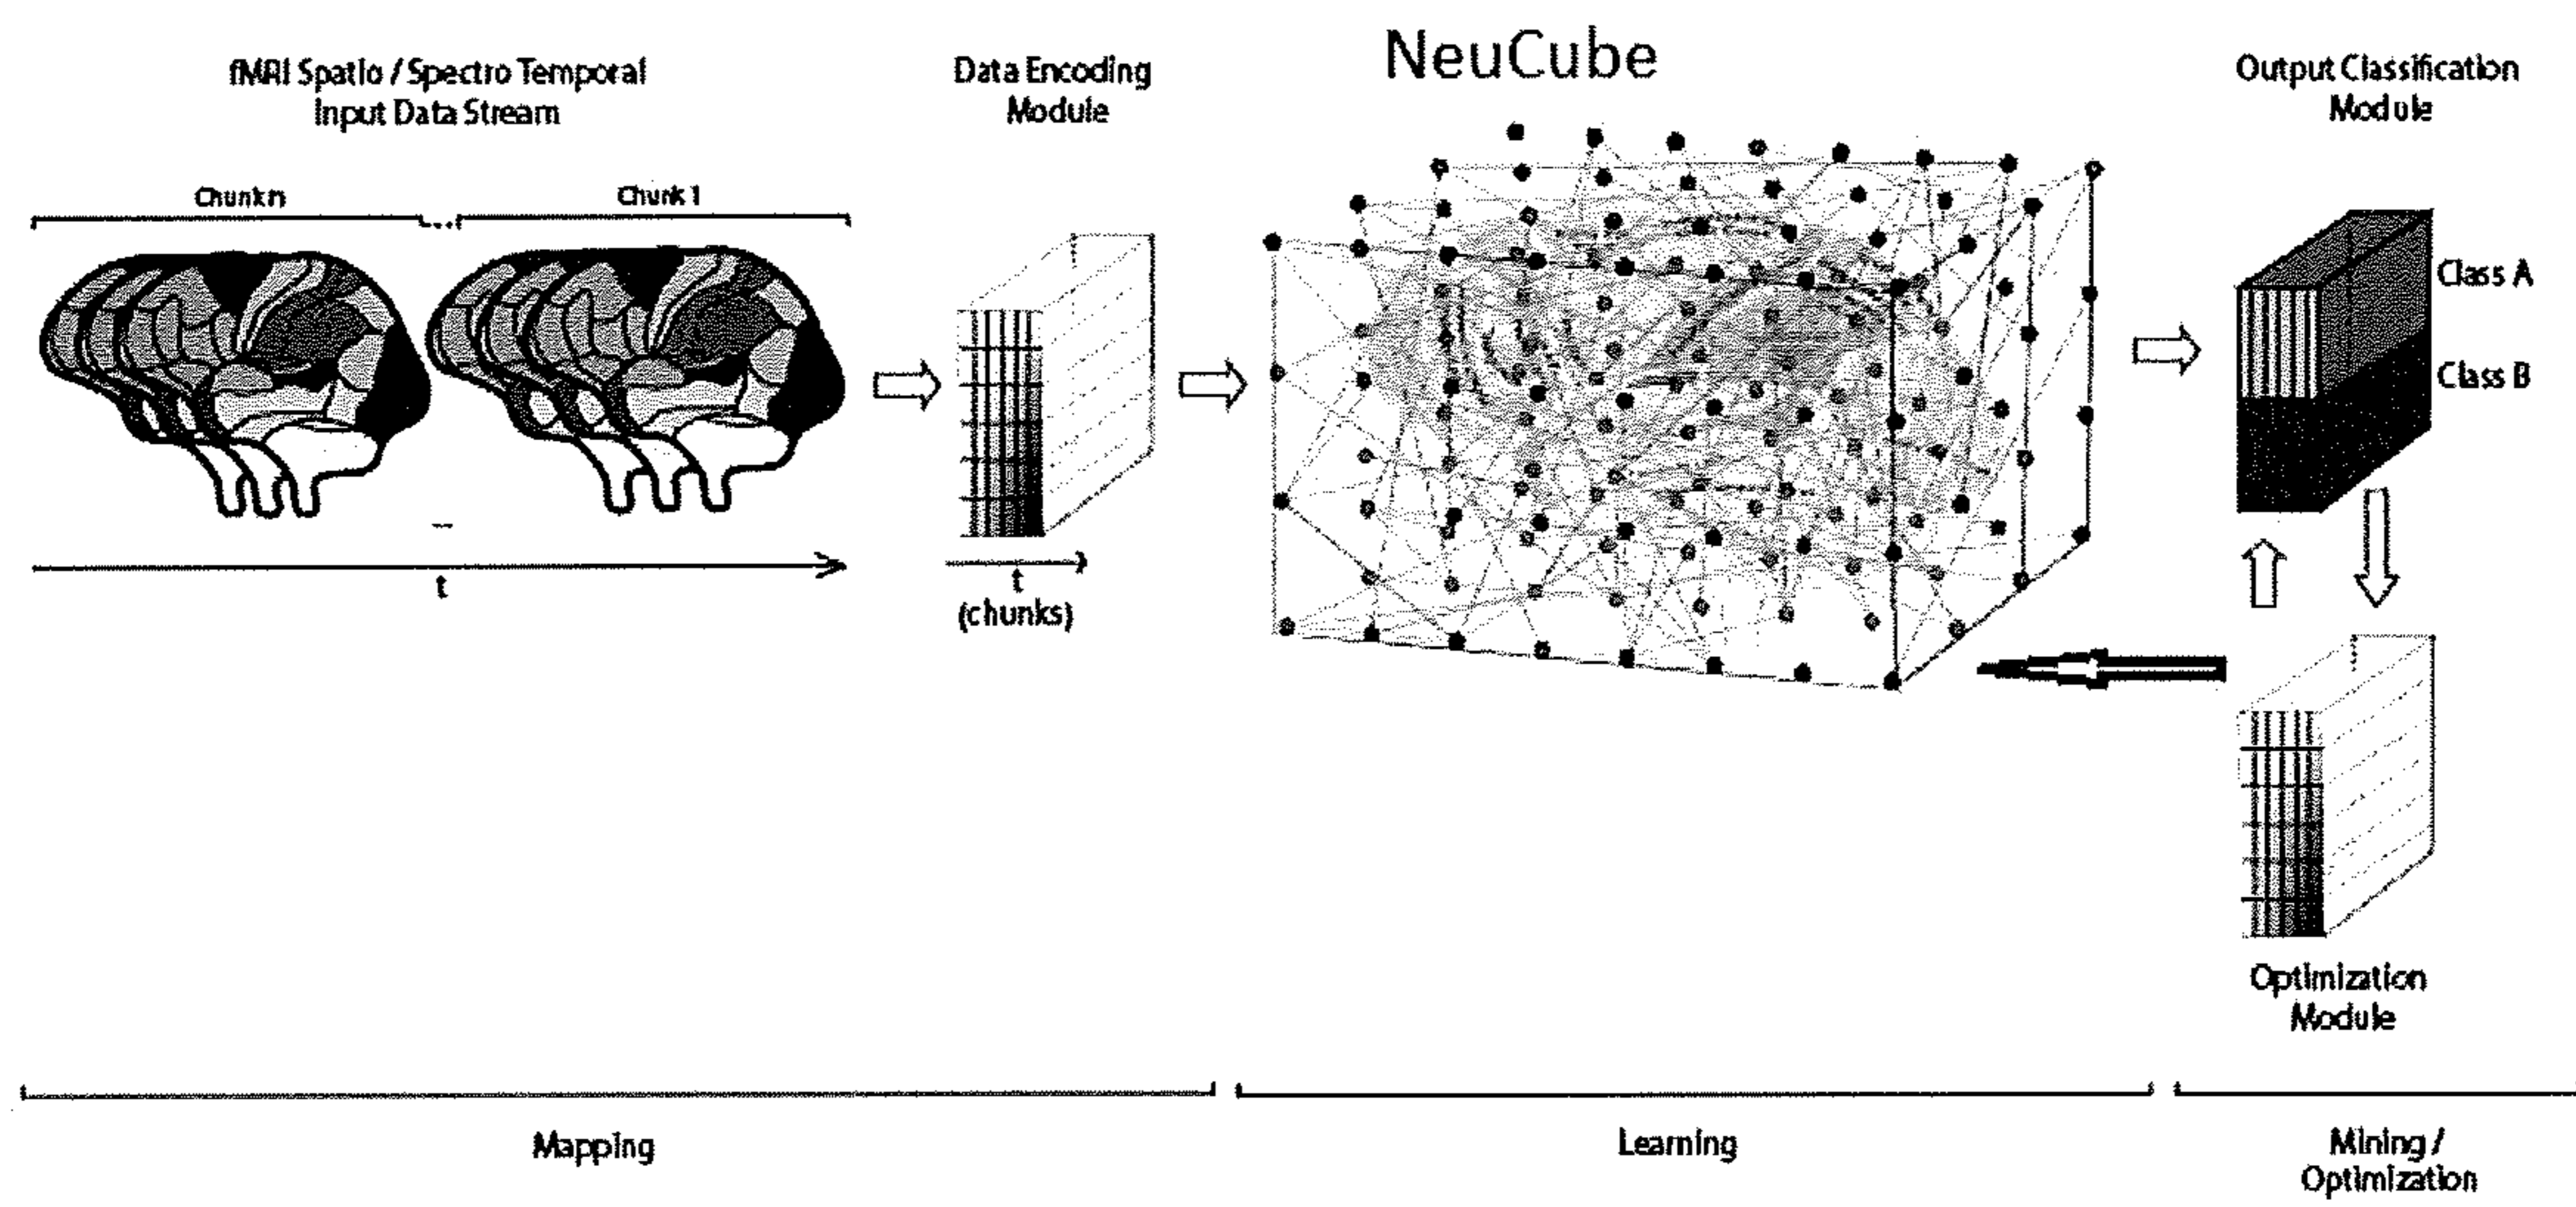 fMRI Spatio / Spectro Temporal
Input Data Stream
Chunk n
Chunk 1
t
Data Encoding
Module
t
(chunks)
NeuCube
Output Classification
Module
Class A
Class B
Optimization
Module
Mapping
Learning
Mining /
Optimization